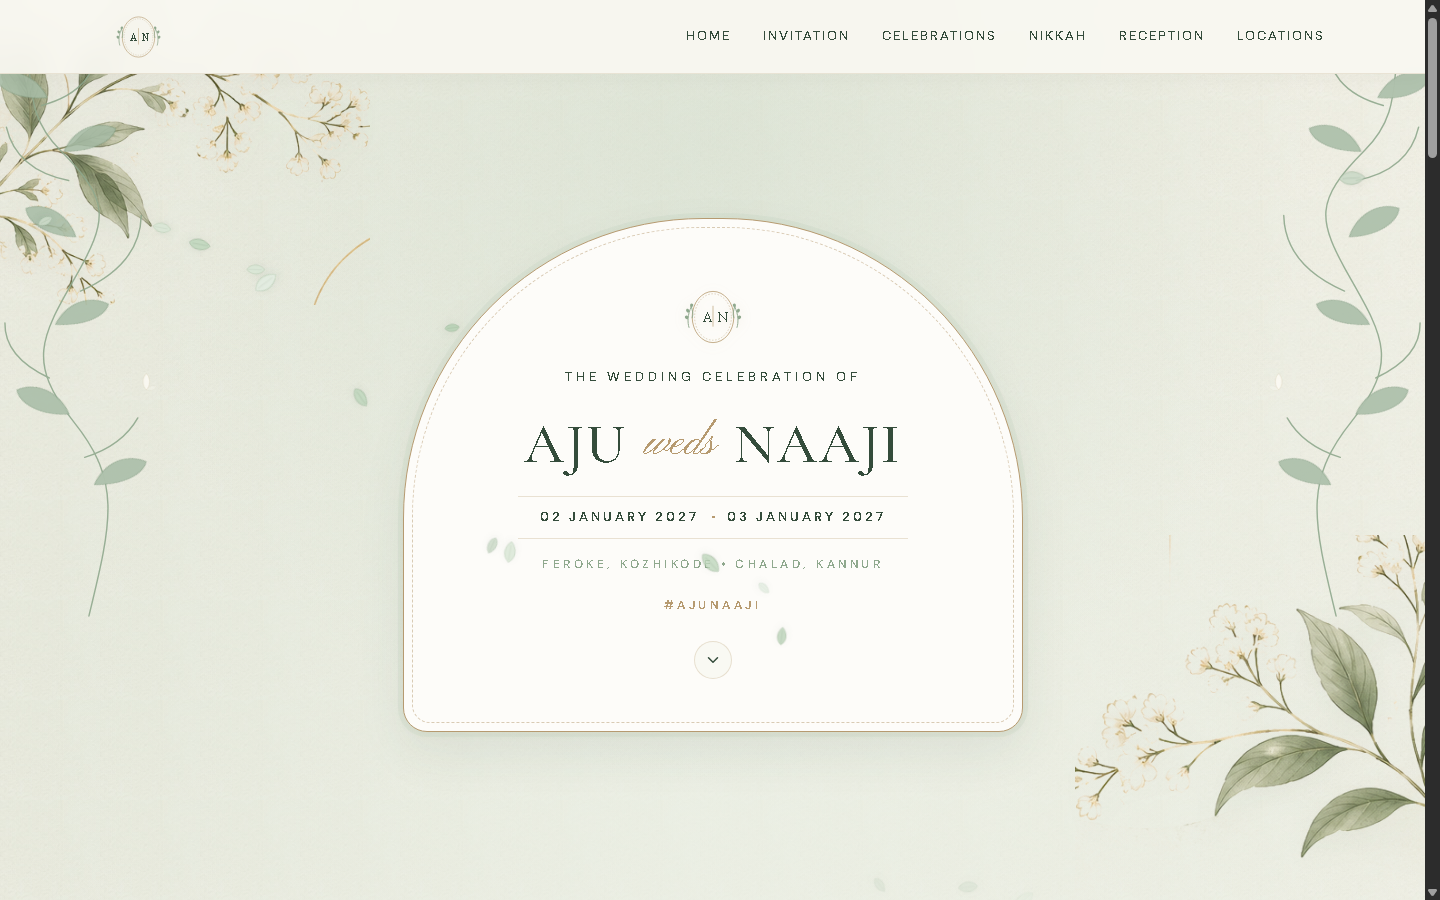 A N
HOME INVITATION CELEBRATIONS NIKKAH RECEPTION LOCATIONS
A N
THE WEDDING CELEBRATION OF
AJU weds NAAJI
02 JANUARY 2027 - 03 JANUARY 2027
FEROKE, KOZHIKODE • CHALAD, KANNUR
#AJUNAAJI